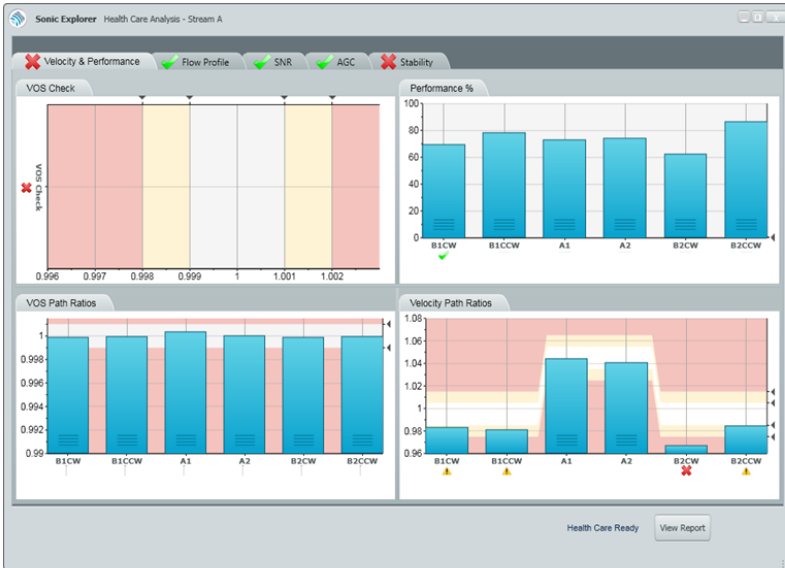 Sonic Explorer Health Care Analysis - Stream A
Velocity & Performance Flow Profile SNR AGC Stability
VOS Check
VOS Check
0.996 0.997 0.998 0.999 1 1.001 1.002
Performance %
100
80
60
40
20
0
B1CW B1CCW A1 A2 B2CW B2CCW
VOS Path Ratios
1
0.998
0.996
0.994
0.992
0.99
B1CW B1CCW A1 A2 B2CW B2CCW
Velocity Path Ratios
1.08
1.06
1.04
1.02
1
0.98
0.96
B1CW B1CCW A1 A2 B2CW B2CCW
Health Care Ready View Report